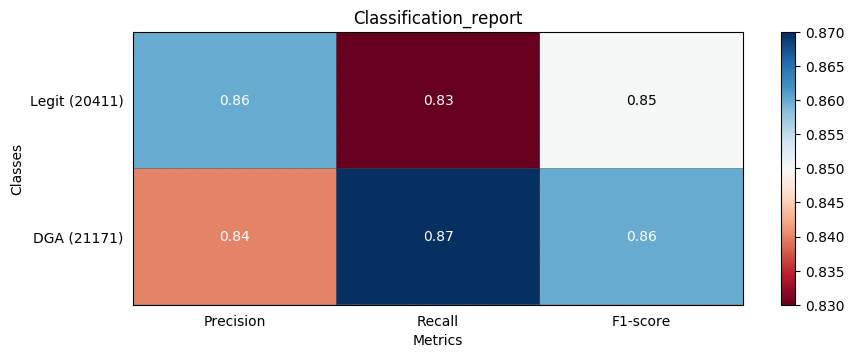 Classification_report
Classes
Legit (20411)
0.86
0.83
0.85
DGA (21171)
0.84
0.87
0.86
Precision
Recall
F1-score
Metrics
0.870
0.865
0.860
0.855
0.850
0.845
0.840
0.835
0.830